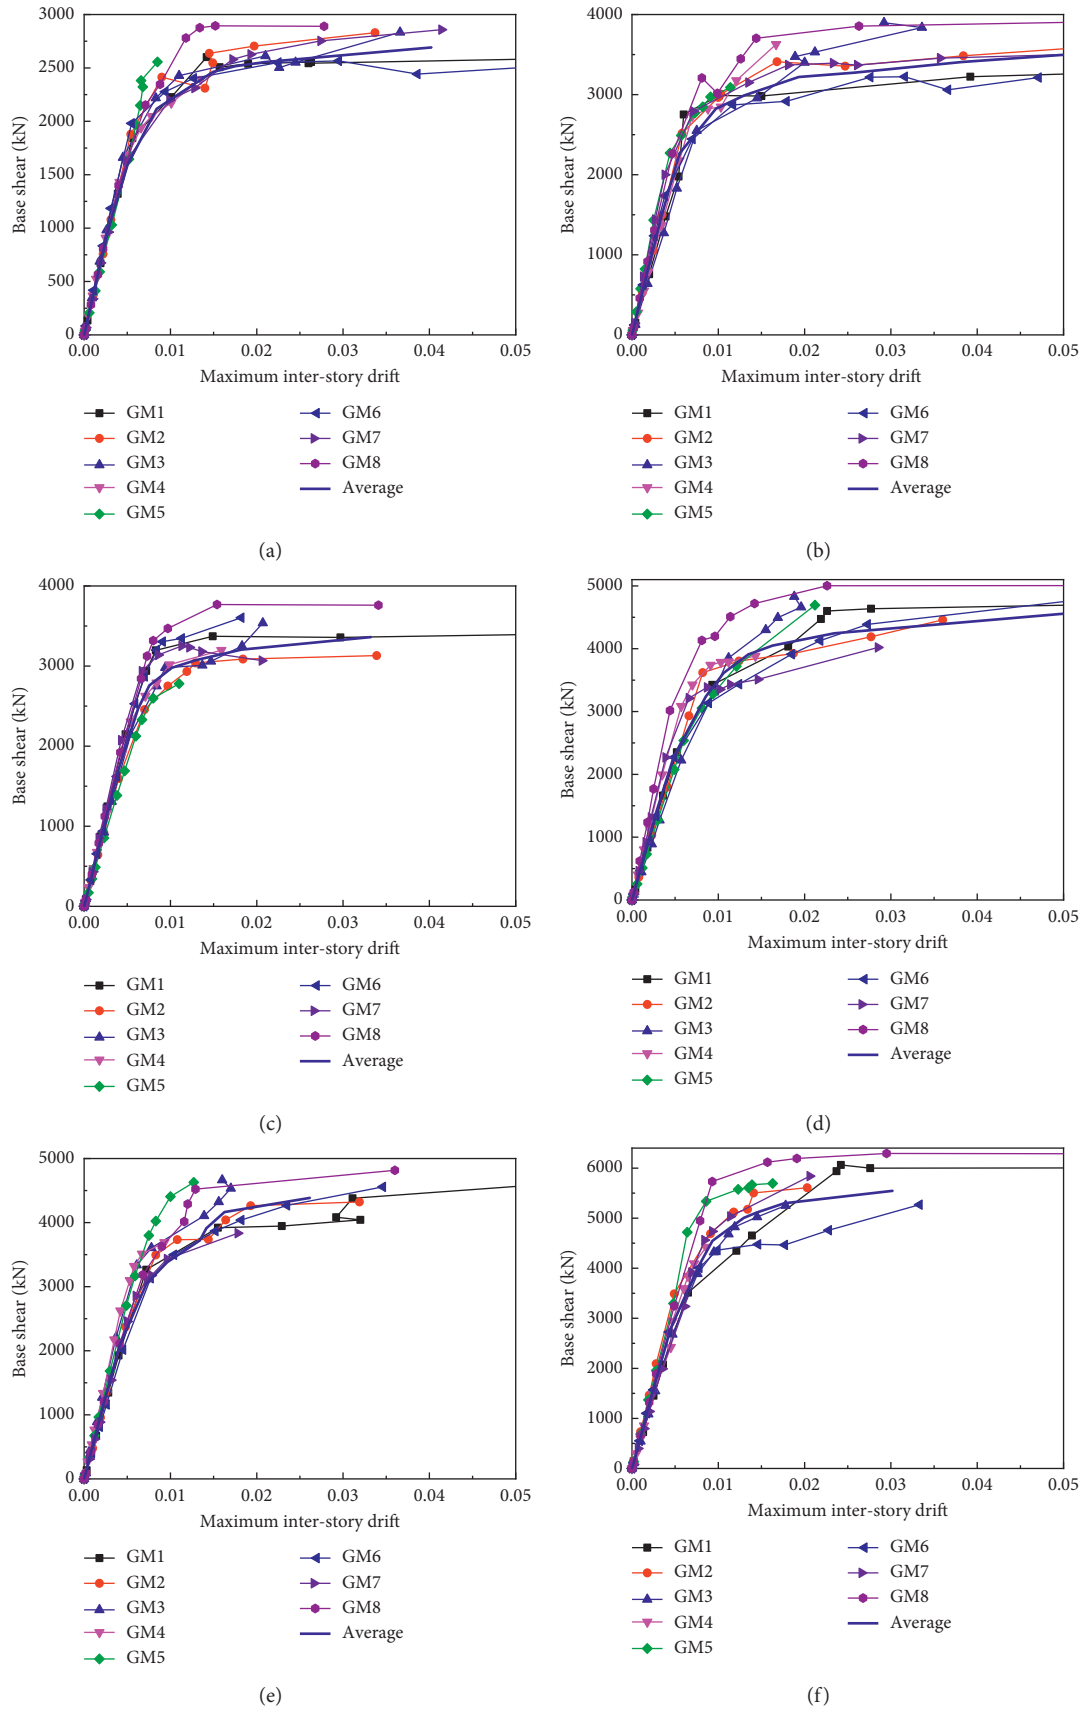 3000
2500
2000
1500
1000
500
0
Base shear (kN)
0.00 0.01 0.02 0.03 0.04 0.05
Maximum inter-story drift
GM1
GM2
GM3
GM4
GM5
GM6
GM7
GM8
Average
(a)
4000
3000
2000
1000
0
Base shear (kN)
0.00 0.01 0.02 0.03 0.04 0.05
Maximum inter-story drift
GM1
GM2
GM3
GM4
GM5
GM6
GM7
GM8
Average
(b)
4000
3000
2000
1000
0
Base shear (kN)
0.00 0.01 0.02 0.03 0.04 0.05
Maximum inter-story drift
GM1
GM2
GM3
GM4
GM5
GM6
GM7
GM8
Average
(c)
5000
4000
3000
2000
1000
0
Base shear (kN)
0.00 0.01 0.02 0.03 0.04 0.05
Maximum inter-story drift
GM1
GM2
GM3
GM4
GM5
GM6
GM7
GM8
Average
(d)
5000
4000
3000
2000
1000
0
Base shear (kN)
0.00 0.01 0.02 0.03 0.04 0.05
Maximum inter-story drift
GM1
GM2
GM3
GM4
GM5
GM6
GM7
GM8
Average
(e)
6000
5000
4000
3000
2000
1000
0
Base shear (kN)
0.00 0.01 0.02 0.03 0.04 0.05
Maximum inter-story drift
GM1
GM2
GM3
GM4
GM5
GM6
GM7
GM8
Average
(f)